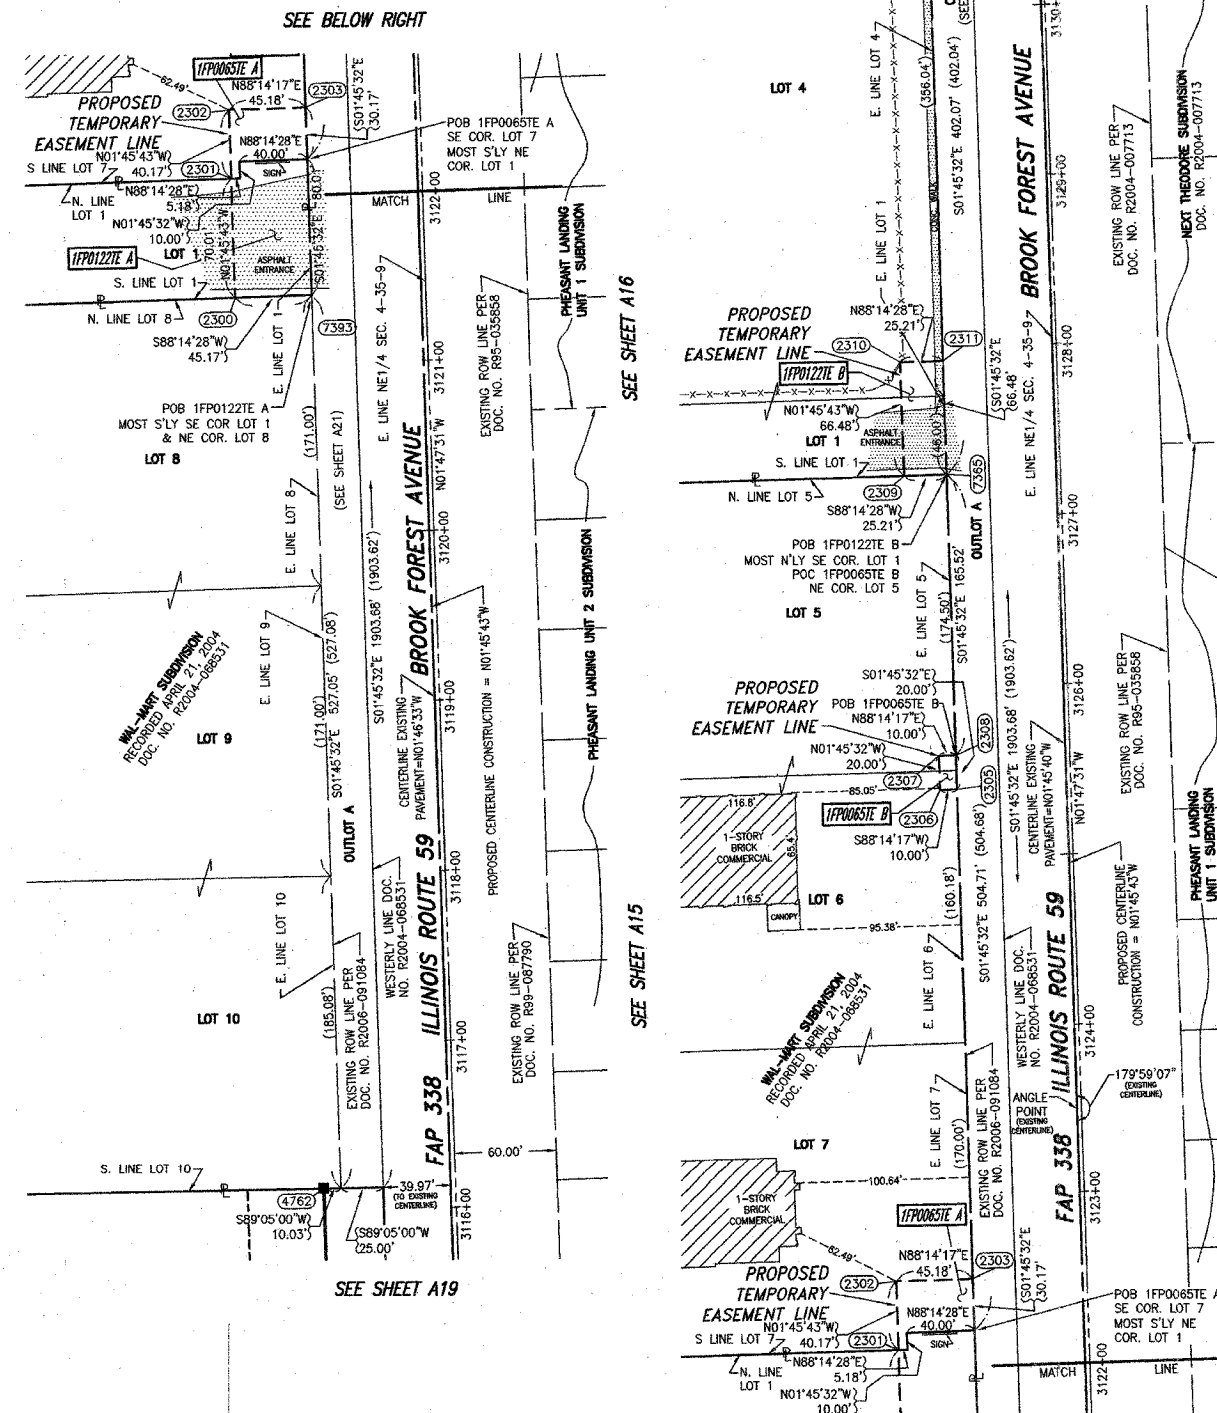 SEE BELOW RIGHT
1FP0065TE A
62.49'
N88°14'17"E
45.18'
2303
2302
S01°45'32"E
30.17'
PROPOSED
TEMPORARY
EASEMENT LINE
N88°14'28"E
40.00'
SIGN
POB 1FP0065TE A
SE COR. LOT 7
MOST S'LY NE
COR. LOT 1
N01°45'43"W
40.17'
2301
S LINE LOT 7
N88°14'28"E
5.18'
N. LINE
LOT 1
N01°45'32"W
10.00'
MATCH
LINE
3122+00
1FP0122TE A
LOT 1
70.01'
N01°45'43"W
S01°45'32"E
80.01'
ASPHALT
ENTRANCE
S. LINE LOT 1
N. LINE LOT 8
2300
7393
S88°14'28"W
45.17'
E. LINE LOT 1
POB 1FP0122TE A
MOST S'LY SE COR LOT 1
& NE COR. LOT 8
LOT 8
(171.00')
(SEE SHEET A21)
E. LINE NE1/4 SEC. 4-35-9
3121+00
N01°47'31"W
EXISTING ROW LINE PER
DOC. NO. R95-035858
PHEASANT LANDING
UNIT 1 SUBDIVISION
SEE SHEET A16
E. LINE LOT 8
3120+00
BROOK FOREST AVENUE
S01°45'32"E 1903.68' (1903.62')
PHEASANT LANDING UNIT 2 SUBDIVISION
WAL-MART SUBDIVISION
RECORDED APRIL 21, 2004
DOC. NO. R2004-068531
E. LINE LOT 9
LOT 9
(171.00')
S01°45'32"E 527.05' (527.08')
OUTLOT A
CENTERLINE EXISTING
PAVEMENT=N01°46'33"W
3119+00
PROPOSED CENTERLINE CONSTRUCTION = N01°45'43"W
3118+00
E. LINE LOT 10
LOT 10
(185.08')
EXISTING ROW LINE PER
DOC. NO. R2006-091084
WESTERLY LINE DOC.
NO. R2004-068531
FAP 338 ILLINOIS ROUTE 59
3117+00
EXISTING ROW LINE PER
DOC. NO. R99-087790
SEE SHEET A15
60.00'
S. LINE LOT 10
4762
S89°05'00"W
10.03'
S89°05'00"W
25.00'
39.97'
(TO EXISTING
CENTERLINE)
3116+00
SEE SHEET A19
3130+
LOT 4
E. LINE LOT 4
(356.04')
S01°45'32"E 402.07' (402.04')
CONC. WALK
E. LINE LOT 1
BROOK FOREST AVENUE
3129+00
EXISTING ROW LINE PER
DOC. NO. R2004-007713
NEXT THEODORE SUBDIVISION
DOC. NO. R2004-007713
N88°14'28"E
25.21'
PROPOSED
TEMPORARY
EASEMENT LINE
2310
2311
1FP0122TE B
S01°45'32"E
66.48'
E. LINE NE1/4 SEC. 4-35-9
3128+00
N01°45'43"W
66.48'
ASPHALT
ENTRANCE
(46.00')
LOT 1
S. LINE LOT 1
N. LINE LOT 5
2309
7365
S88°14'28"W
25.21'
OUTLOT A
3127+00
POB 1FP0122TE B
MOST N'LY SE COR. LOT 1
POC 1FP0065TE B
NE COR. LOT 5
LOT 5
E. LINE LOT 5
(174.50')
S01°45'32"E 165.52'
S01°45'32"E
20.00'
PROPOSED
TEMPORARY
EASEMENT LINE
POB 1FP0065TE B
N88°14'17"E
10.00'
2308
N01°45'32"W
20.00'
2307
2305
85.05'
1FP0065TE B
2306
S88°14'17"W
10.00'
S01°45'32"E 1903.68' (1903.62')
3126+00
CENTERLINE EXISTING
PAVEMENT=N01°45'40"W
N01°47'31"W
EXISTING ROW LINE PER
DOC. NO. R95-035858
PHEASANT LANDING
UNIT 1 SUBDIVISION
116.8'
1-STORY
BRICK
COMMERCIAL
65.4'
116.5'
CANOPY
LOT 6
95.38'
(160.18')
S01°45'32"E 504.71' (504.68')
E. LINE LOT 6
WAL-MART SUBDIVISION
RECORDED APRIL 21, 2004
DOC. NO. R2004-068531
WESTERLY LINE DOC.
NO. R2004-068531
FAP 338 ILLINOIS ROUTE 59
PROPOSED CENTERLINE
CONSTRUCTION = N01°45'43"W
3124+00
179°59'07"
(EXISTING
CENTERLINE)
ANGLE
POINT
(EXISTING
CENTERLINE)
E. LINE LOT 7
(170.00')
EXISTING ROW LINE PER
DOC. NO. R2006-091084
LOT 7
100.64'
1-STORY
BRICK
COMMERCIAL
1FP0065TE A
3123+00
62.49'
N88°14'17"E
45.18'
2303
2302
S01°45'32"E
30.17'
PROPOSED
TEMPORARY
EASEMENT LINE
N88°14'28"E
40.00'
SIGN
POB 1FP0065TE A
SE COR. LOT 7
MOST S'LY NE
COR. LOT 1
N01°45'43"W
40.17'
2301
S LINE LOT 7
N88°14'28"E
5.18'
N. LINE
LOT 1
N01°45'32"W
10.00'
MATCH
LINE
3122+00